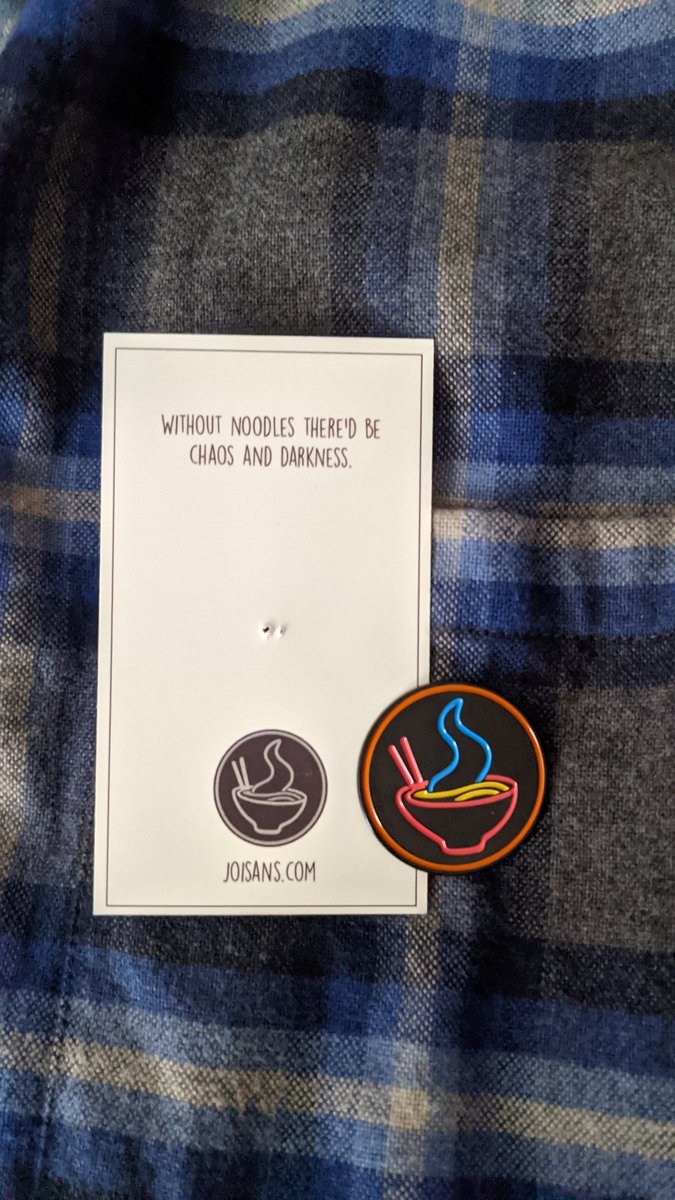 WITHOUT NOODLES THERE'D BE
CHAOS AND DARKNESS.
JOISANS.COM